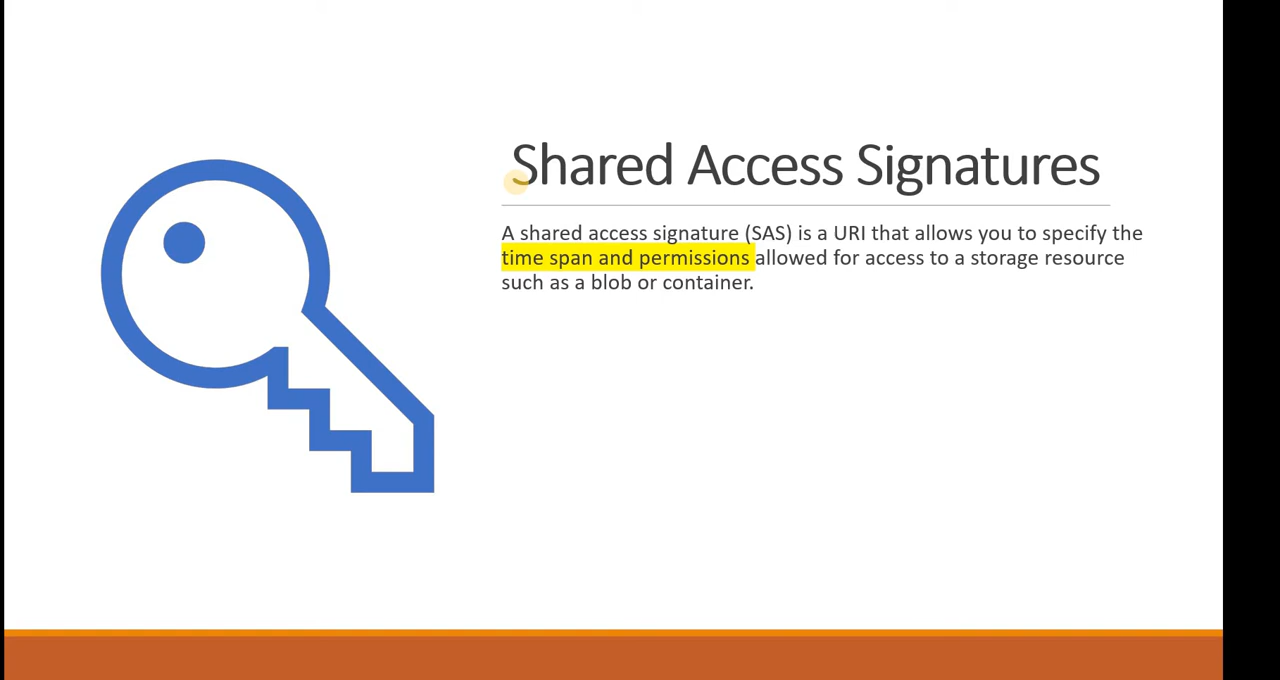 Shared Access Signatures
A shared access signature (SAS) is a URI that allows you to specify the
time span and permissions allowed for access to a storage resource
such as a blob or container.